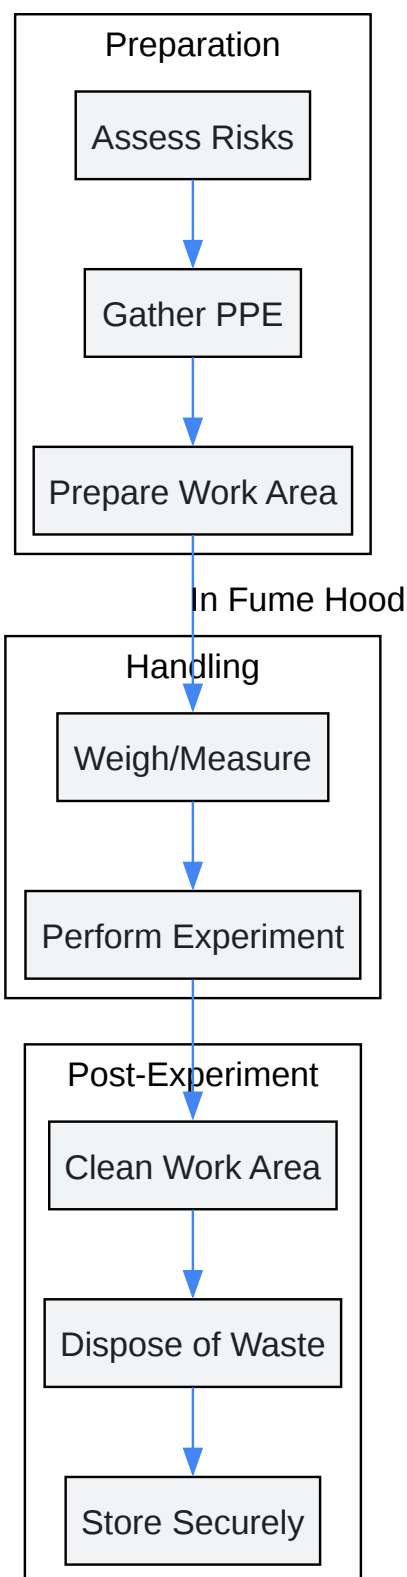 Preparation
Assess Risks
Gather PPE
Prepare Work Area
In Fume Hood
Handling
Weigh/Measure
Perform Experiment
Post-Experiment
Clean Work Area
Dispose of Waste
Store Securely